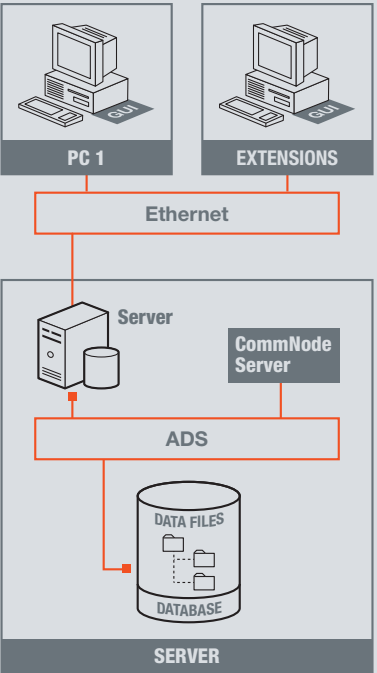 GUI
GUI
PC 1
EXTENSIONS
Ethernet
Server
CommNode
Server
ADS
DATA FILES
DATABASE
SERVER